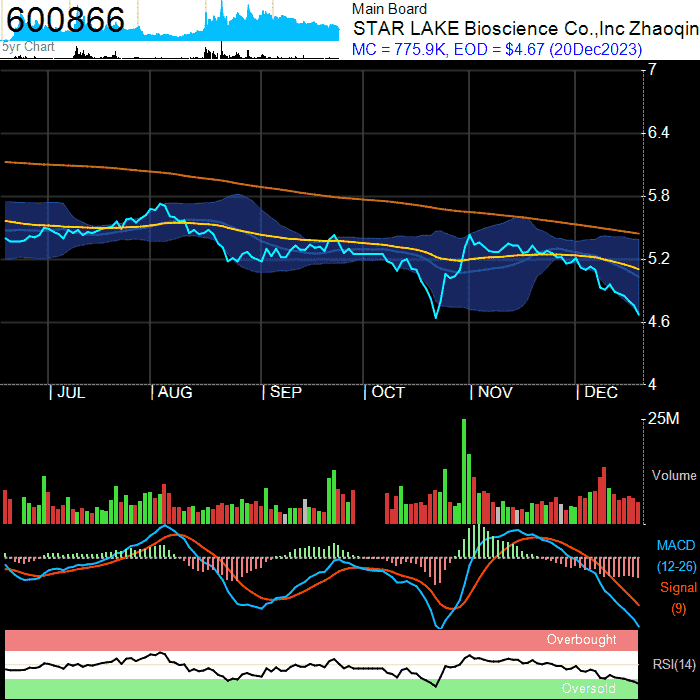 600866
5yr Chart
Main Board
STAR LAKE Bioscience Co.,Inc Zhaoqin
MC = 775.9K, EOD = $4.67 (20Dec2023)
7
6.4
5.8
5.2
4.6
4
JUL AUG SEP OCT NOV DEC
25M
Volume
MACD
(12-26)
Signal
(9)
Overbought
RSI(14)
Oversold